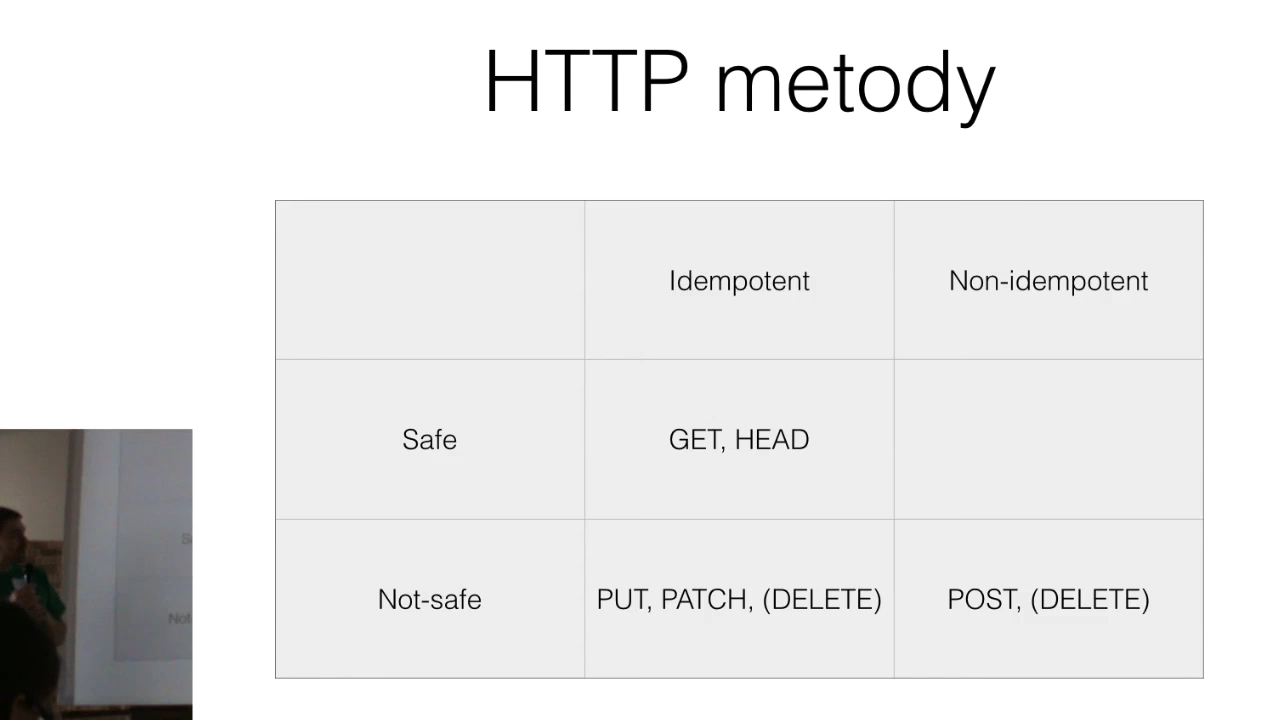 HTTP metody
Idempotent Non-idempotent
Safe GET, HEAD
Not-safe PUT, PATCH, (DELETE) POST, (DELETE)